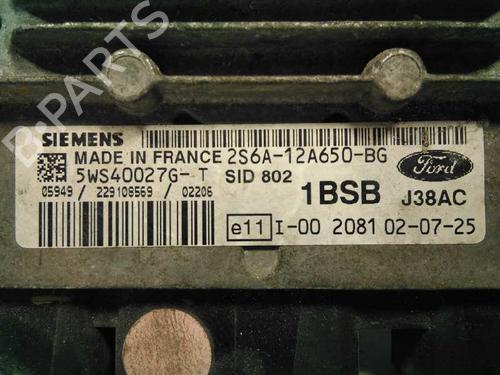 B-PARTS
SIEMENS
MADE IN FRANCE 2S6A-12A650-BG
5WS40027G-T SID 802
Ford
05949 / 229108569 / 02206
1BSB J38AC
e11 I-00 2081 02-07-25